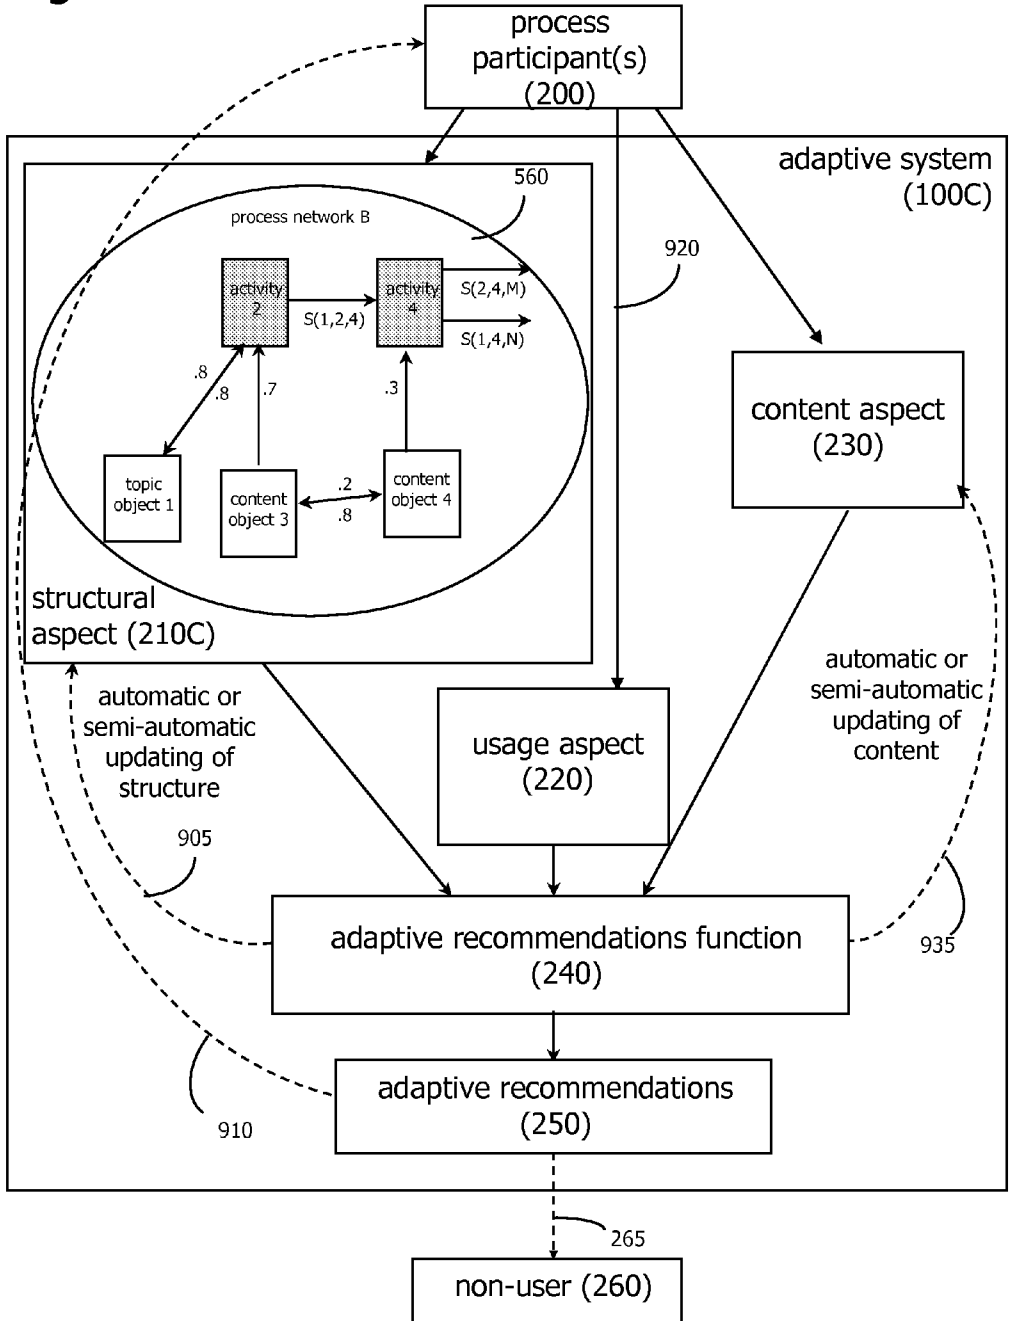 process
participant(s)
(200)
adaptive system
(100C)
560
process network B
920
activity
2
activity
4
S(2,4,M)
S(1,2,4)
S(1,4,N)
.8
.8
.7
.3
content aspect
(230)
topic
object 1
content
object 3
.2
.8
content
object 4
structural
aspect (210C)
automatic or
semi-automatic
updating of
structure
automatic or
semi-automatic
updating of
content
usage aspect
(220)
905
935
adaptive recommendations function
(240)
adaptive recommendations
(250)
910
265
non-user (260)